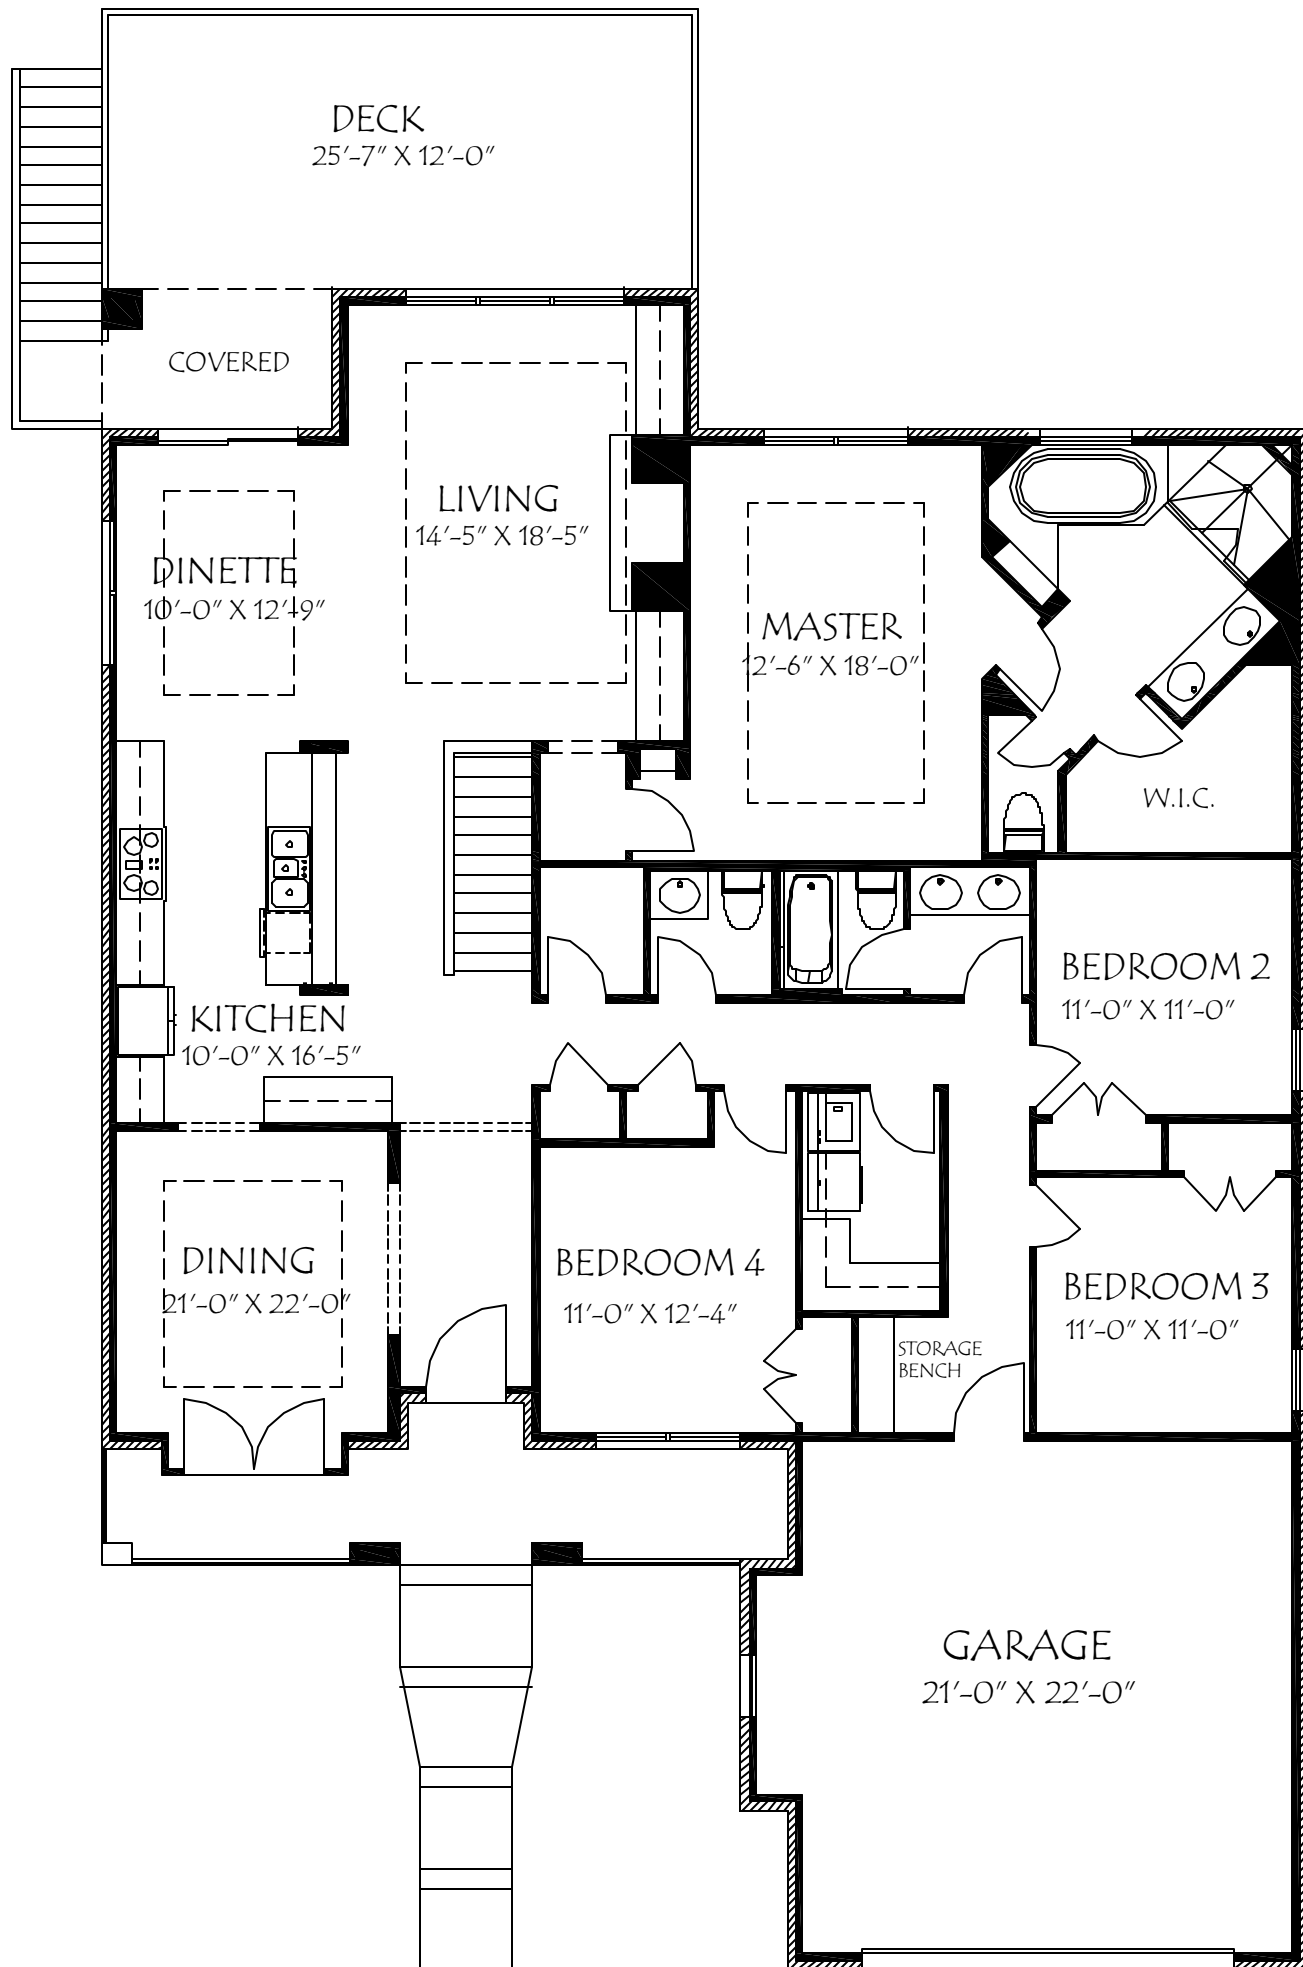 DECK
25'-7" X 12'-0"
COVERED
LIVING
14'-5" X 18'-5"
DINETTE
10'-0" X 12'-9"
MASTER
12'-6" X 18'-0"
W.I.C.
BEDROOM 2
11'-0" X 11'-0"
KITCHEN
10'-0" X 16'-5"
DINING
21'-0" X 22'-0"
BEDROOM 4
11'-0" X 12'-4"
BEDROOM 3
11'-0" X 11'-0"
STORAGE
BENCH
GARAGE
21'-0" X 22'-0"